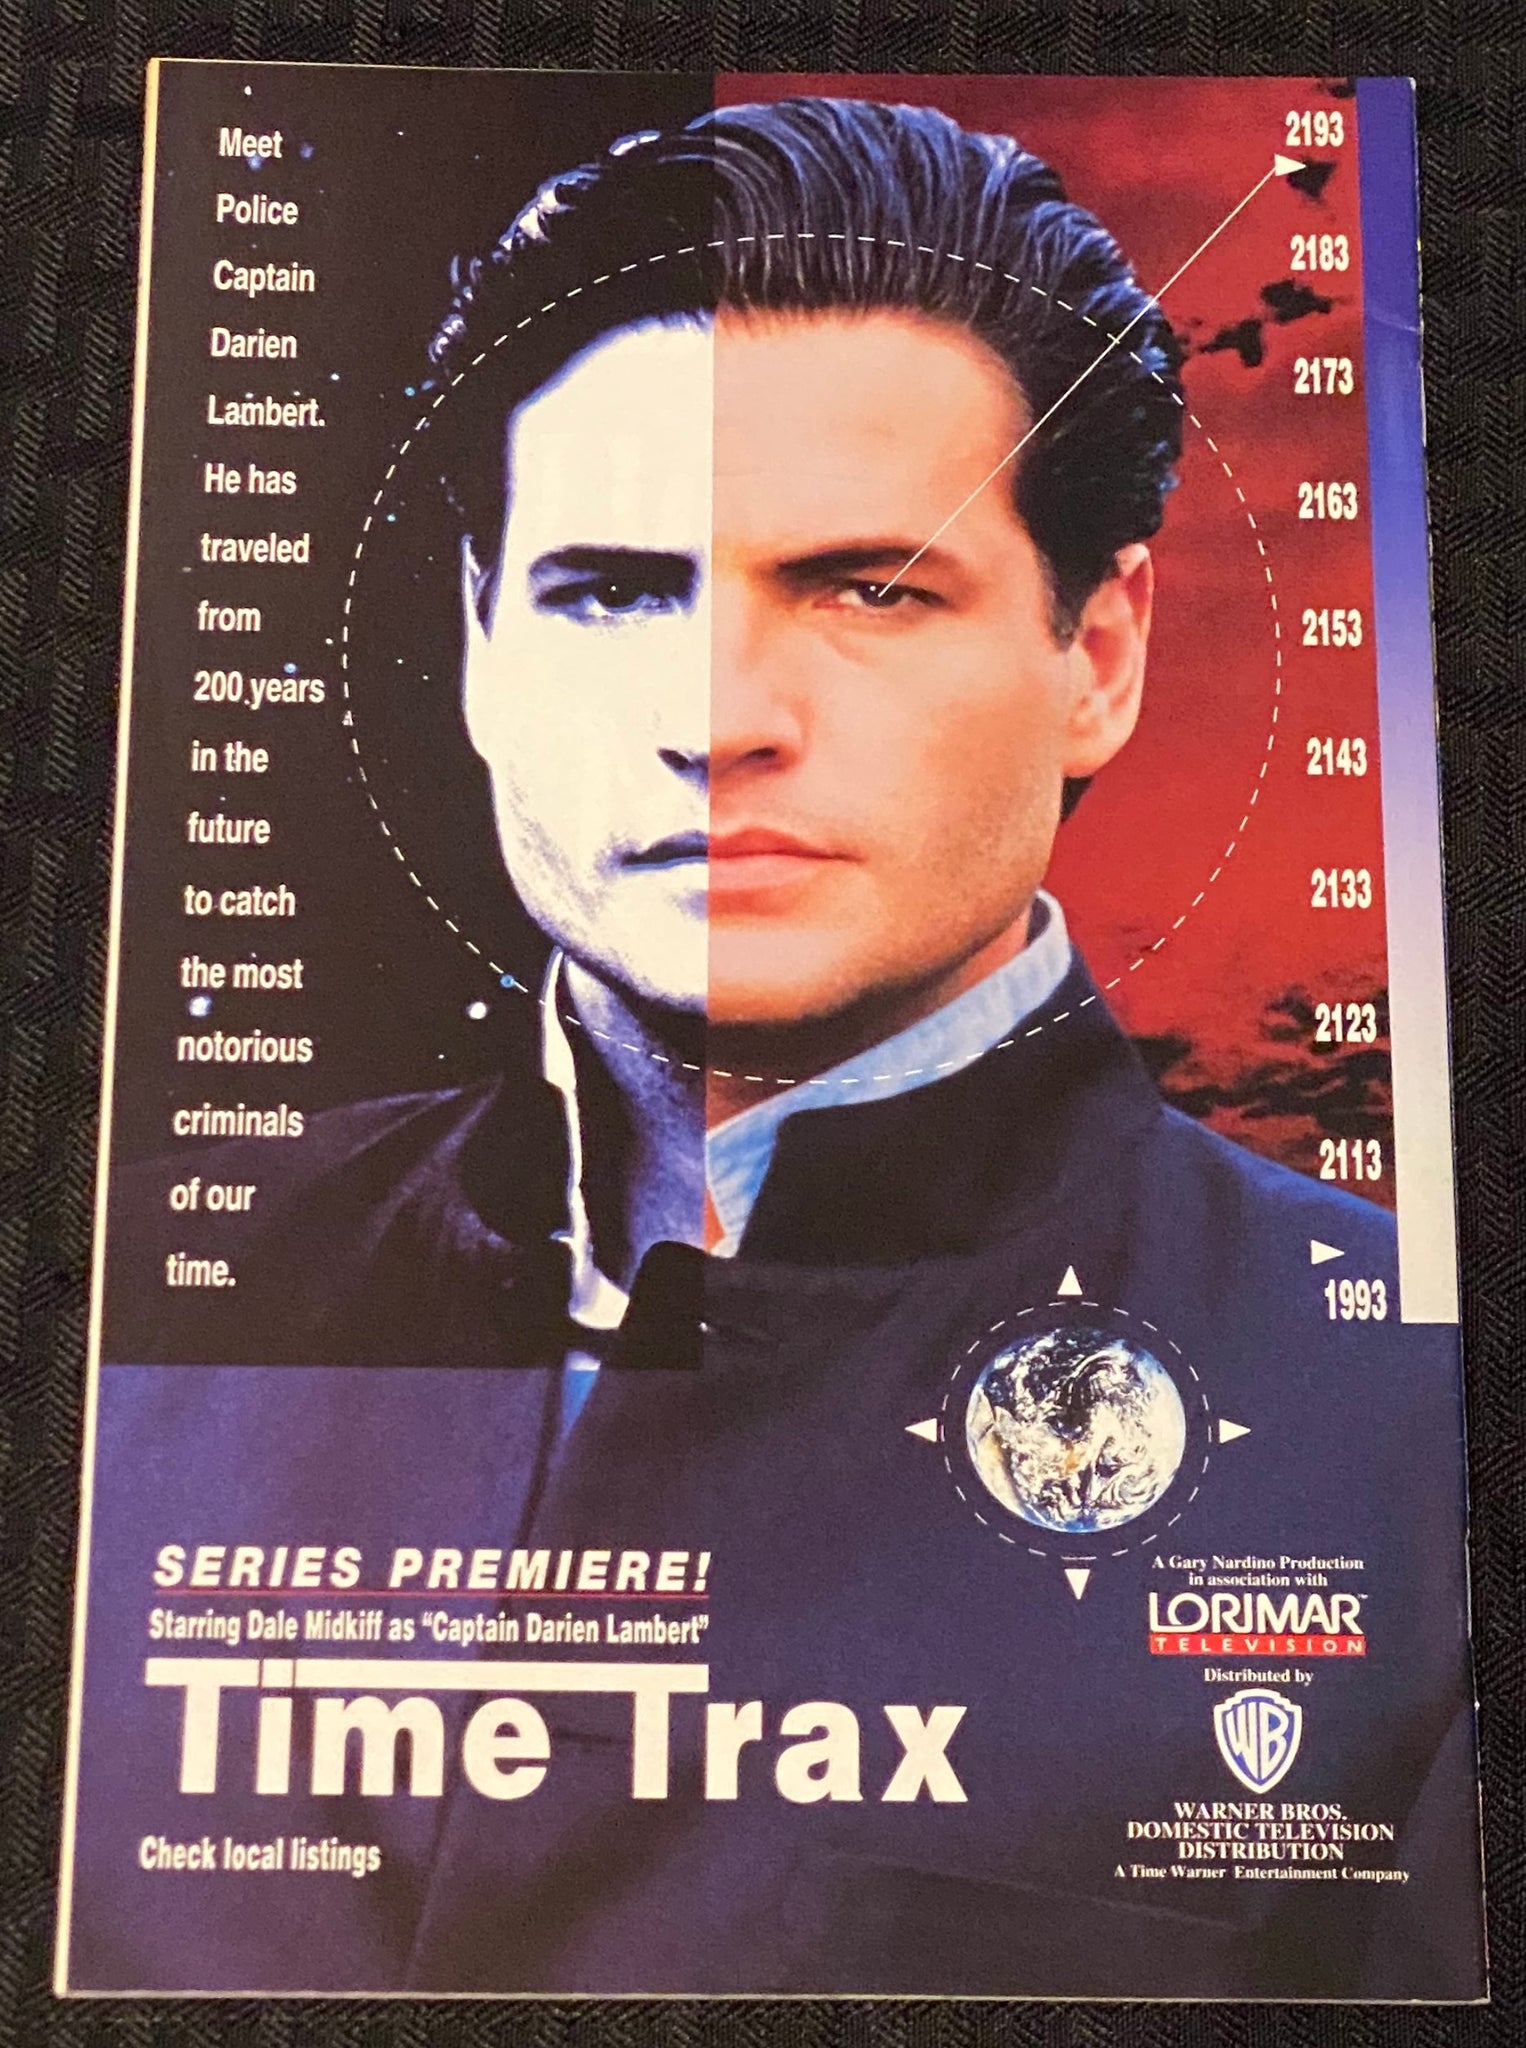 Meet
Police
Captain
Darien
Lambert.
He has
traveled
from
200 years
in the
future
to catch
the most
notorious
criminals
of our
time.
2193
2183
2173
2163
2153
2143
2133
2123
2113
1993
SERIES PREMIERE!
Starring Dale Midkiff as “Captain Darien Lambert”
Time Trax
Check local listings
A Gary Nardino Production
in association with
LORIMAR™
TELEVISION
Distributed by
WB
WARNER BROS.
DOMESTIC TELEVISION
DISTRIBUTION
A Time Warner Entertainment Company